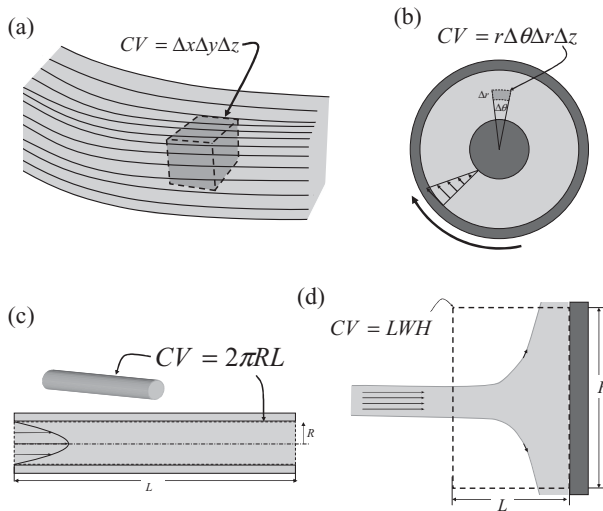 (a)
CV = ΔxΔyΔz
(b)
CV = rΔθΔrΔz
Δr
Δθ
(c)
CV = 2πRL
R
L
(d)
CV = LWH
L